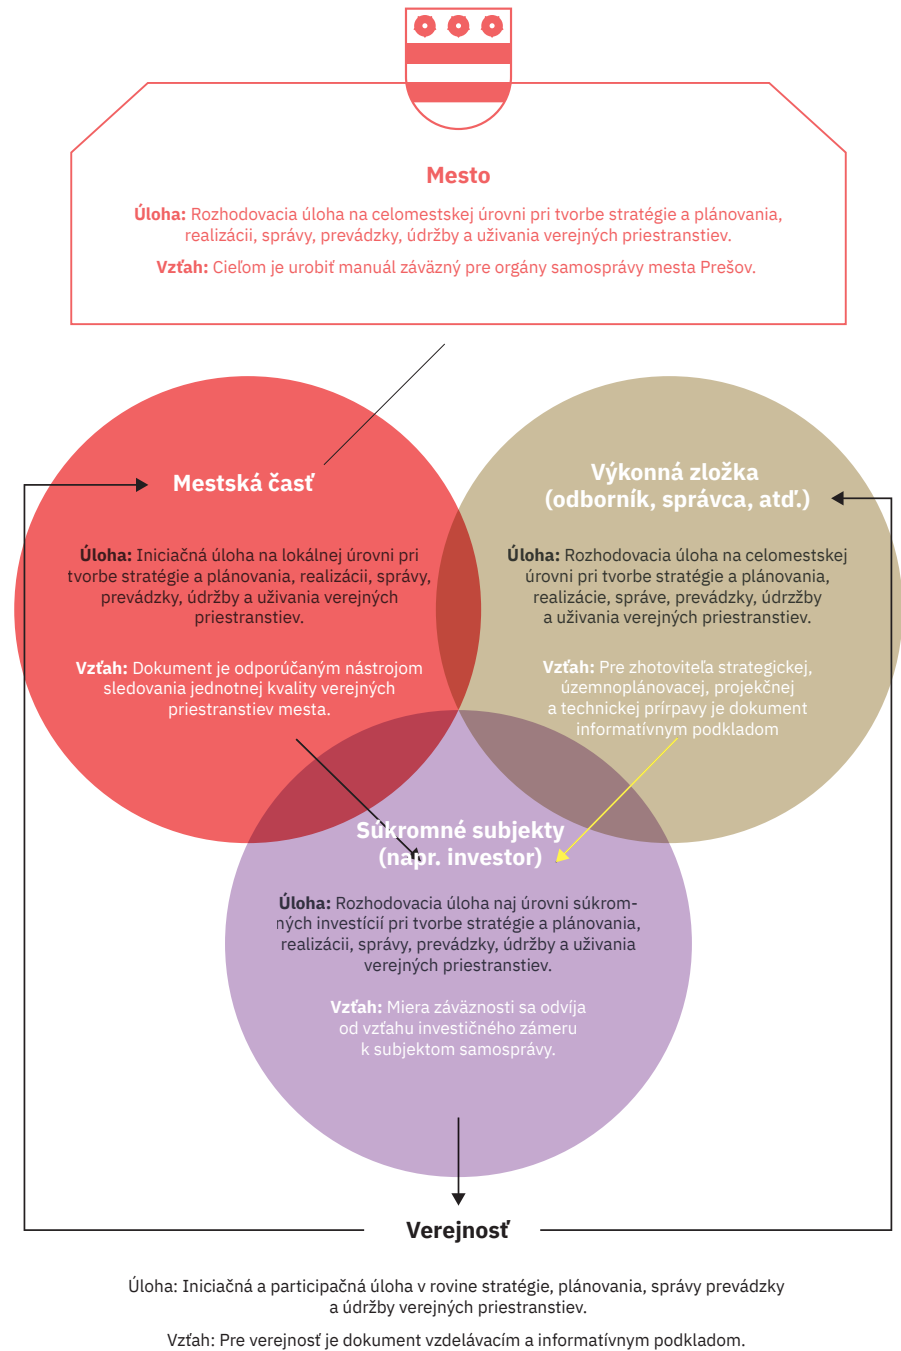 Mesto
Úloha: Rozhodovacia úloha na celomestskej úrovni pri tvorbe stratégie a plánovania,
realizácii, správy, prevádzky, údržby a uživania verejných priestranstiev.
Vzťah: Cieľom je urobiť manuál záväzný pre orgány samosprávy mesta Prešov.
Mestská časť
Úloha: Iniciačná úloha na lokálnej úrovni pri
tvorbe stratégie a plánovania, realizácii, správy,
prevádzky, údržby a uživania verejných
priestranstiev.
Vzťah: Dokument je odporúčaným nástrojom
sledovania jednotnej kvality verejných
priestranstiev mesta.
Výkonná zložka
(odborník, správca, atď.)
Úloha: Rozhodovacia úloha na celomestskej
úrovni pri tvorbe stratégie a plánovania,
realizácie, správe, prevádzky, údrzžby
a uživania verejných priestranstiev.
Vzťah: Pre zhotoviteľa strategickej,
územnoplánovacej, projekčnej
a technickej prírpavy je dokument
informatívnym podkladom
Súkromné subjekty
(napr. investor)
Úloha: Rozhodovacia úloha naj úrovni súkrom-
ných investícií pri tvorbe stratégie a plánovania,
realizácii, správy, prevádzky, údržby a uživania
verejných priestranstiev.
Vzťah: Miera záväznosti sa odvíja
od vzťahu investičného zámeru
k subjektom samosprávy.
Verejnosť
Úloha: Iniciačná a participačná úloha v rovine stratégie, plánovania, správy prevádzky
a údržby verejných priestranstiev.
Vzťah: Pre verejnosť je dokument vzdelávacím a informatívnym podkladom.